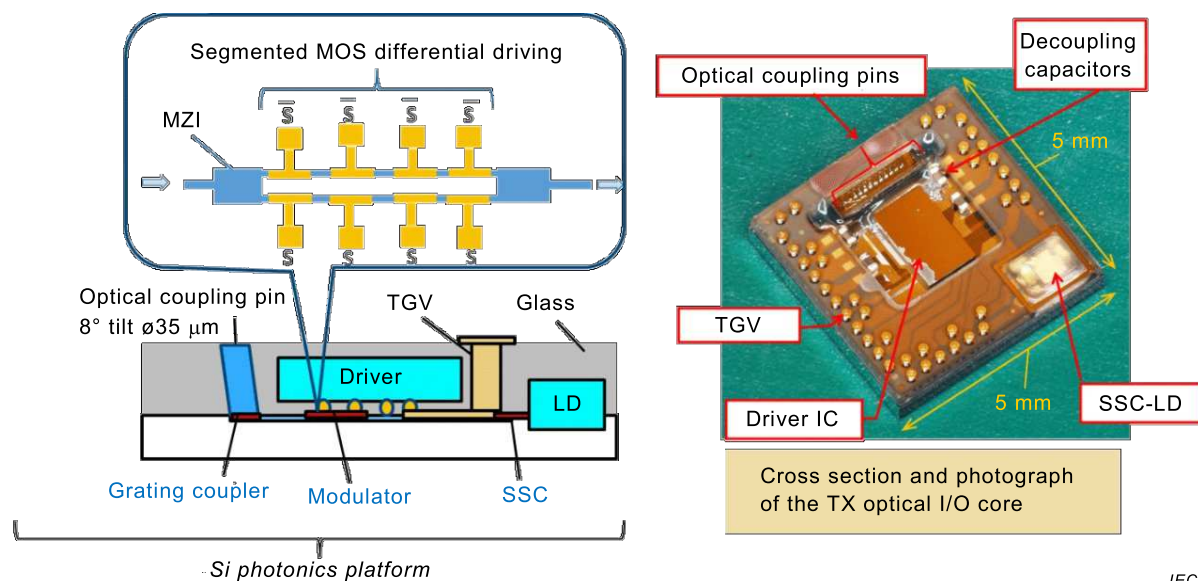 Segmented MOS differential driving
MZI
S̅ S̅ S̅ S̅
S S S S
Optical coupling pin
8° tilt ø35 μm
TGV
Glass
Driver
LD
Grating coupler
Modulator
SSC
Si photonics platform
Optical coupling pins
Decoupling
capacitors
5 mm
TGV
Driver IC
5 mm
SSC-LD
Cross section and photograph
of the TX optical I/O core
IEC